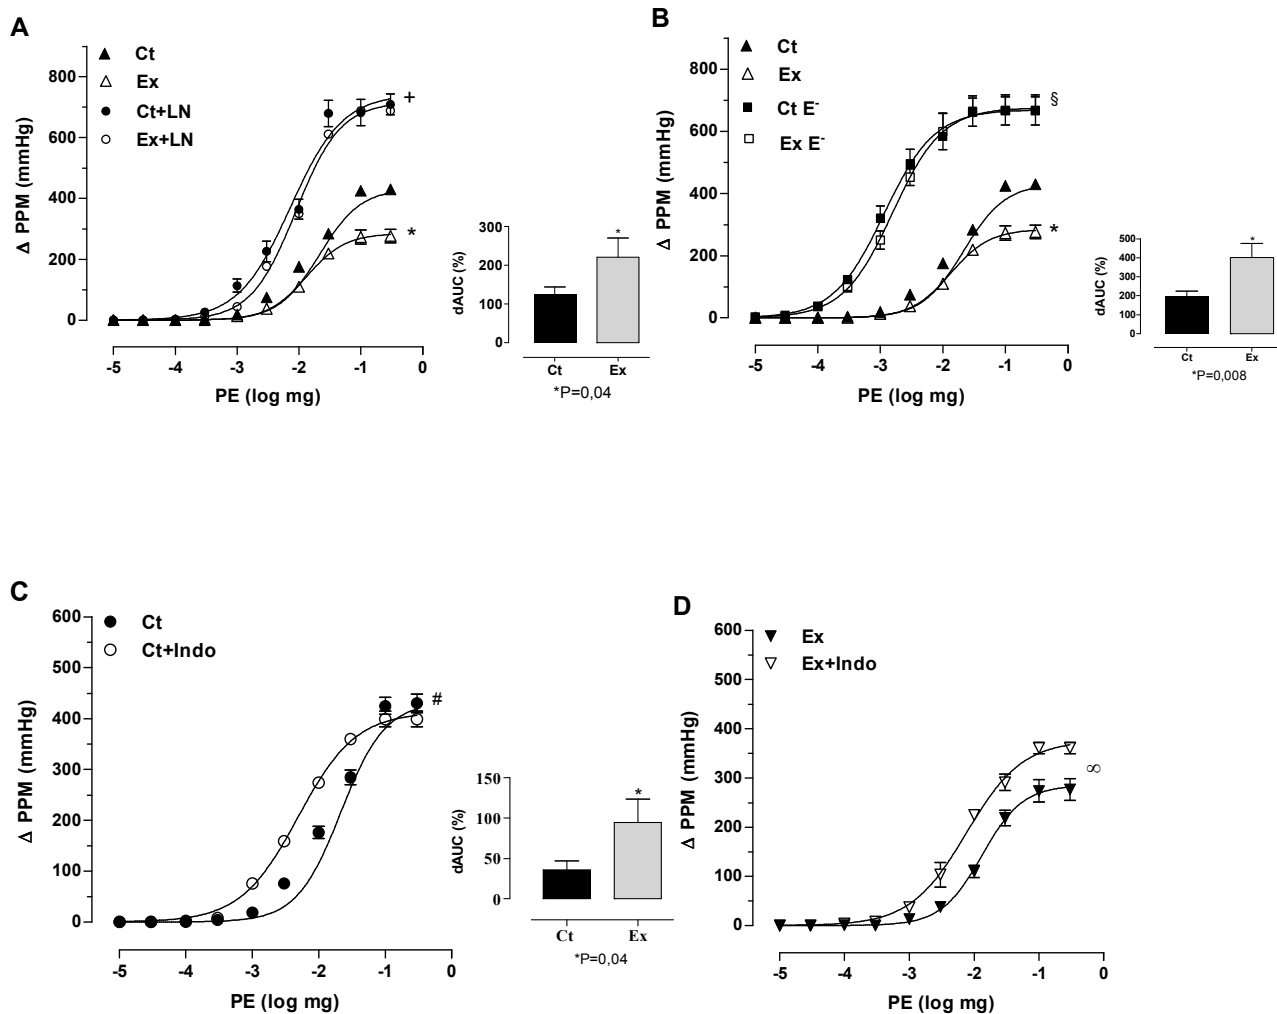 A
Δ PPM (mmHg)
800
600
400
200
0
Ct
Ex
Ct+LN
Ex+LN
+
*
-5 -4 -3 -2 -1 0
PE (log mg)
dAUC (%)
300
200
100
0
*
Ct Ex
*P=0,04
B
Δ PPM (mmHg)
800
600
400
200
0
Ct
Ex
Ct E-
Ex E-
§
*
-5 -4 -3 -2 -1 0
PE (log mg)
dAUC (%)
500
400
300
200
100
0
*
Ct Ex
*P=0,008
C
Δ PPM (mmHg)
600
500
400
300
200
100
0
Ct
Ct+Indo
#
-5 -4 -3 -2 -1 0
PE (log mg)
dAUC (%)
150
100
50
0
*
Ct Ex
*P=0,04
D
Δ PPM (mmHg)
600
500
400
300
200
100
0
Ex
Ex+Indo
∞
-5 -4 -3 -2 -1 0
PE (log mg)